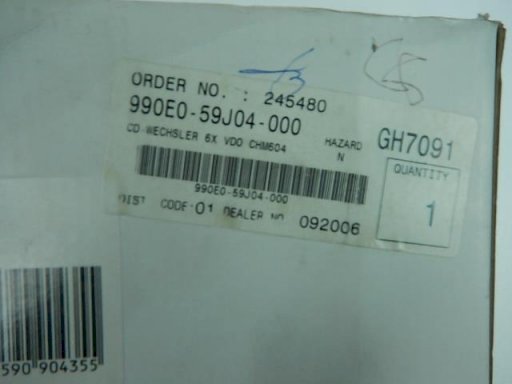 ORDER NO. : 245480
990E0-59J04-000
GH7091
CD-WECHSLER 6X VDO CHM604
HAZARD
N
QUANTITY
1
990E0-59J04-000
DIST CODE 01 DEALER NO 092006
590 904355